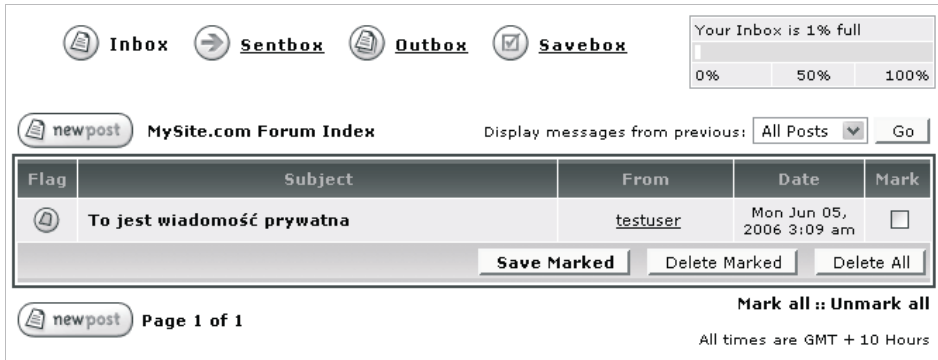 Inbox Sentbox Outbox Savebox
Your Inbox is 1% full
0% 50% 100%
newpost MySite.com Forum Index Display messages from previous: All Posts Go
Flag Subject From Date Mark
To jest wiadomość prywatna testuser Mon Jun 05,
2006 3:09 am
Save Marked Delete Marked Delete All
newpost Page 1 of 1
Mark all :: Unmark all
All times are GMT + 10 Hours